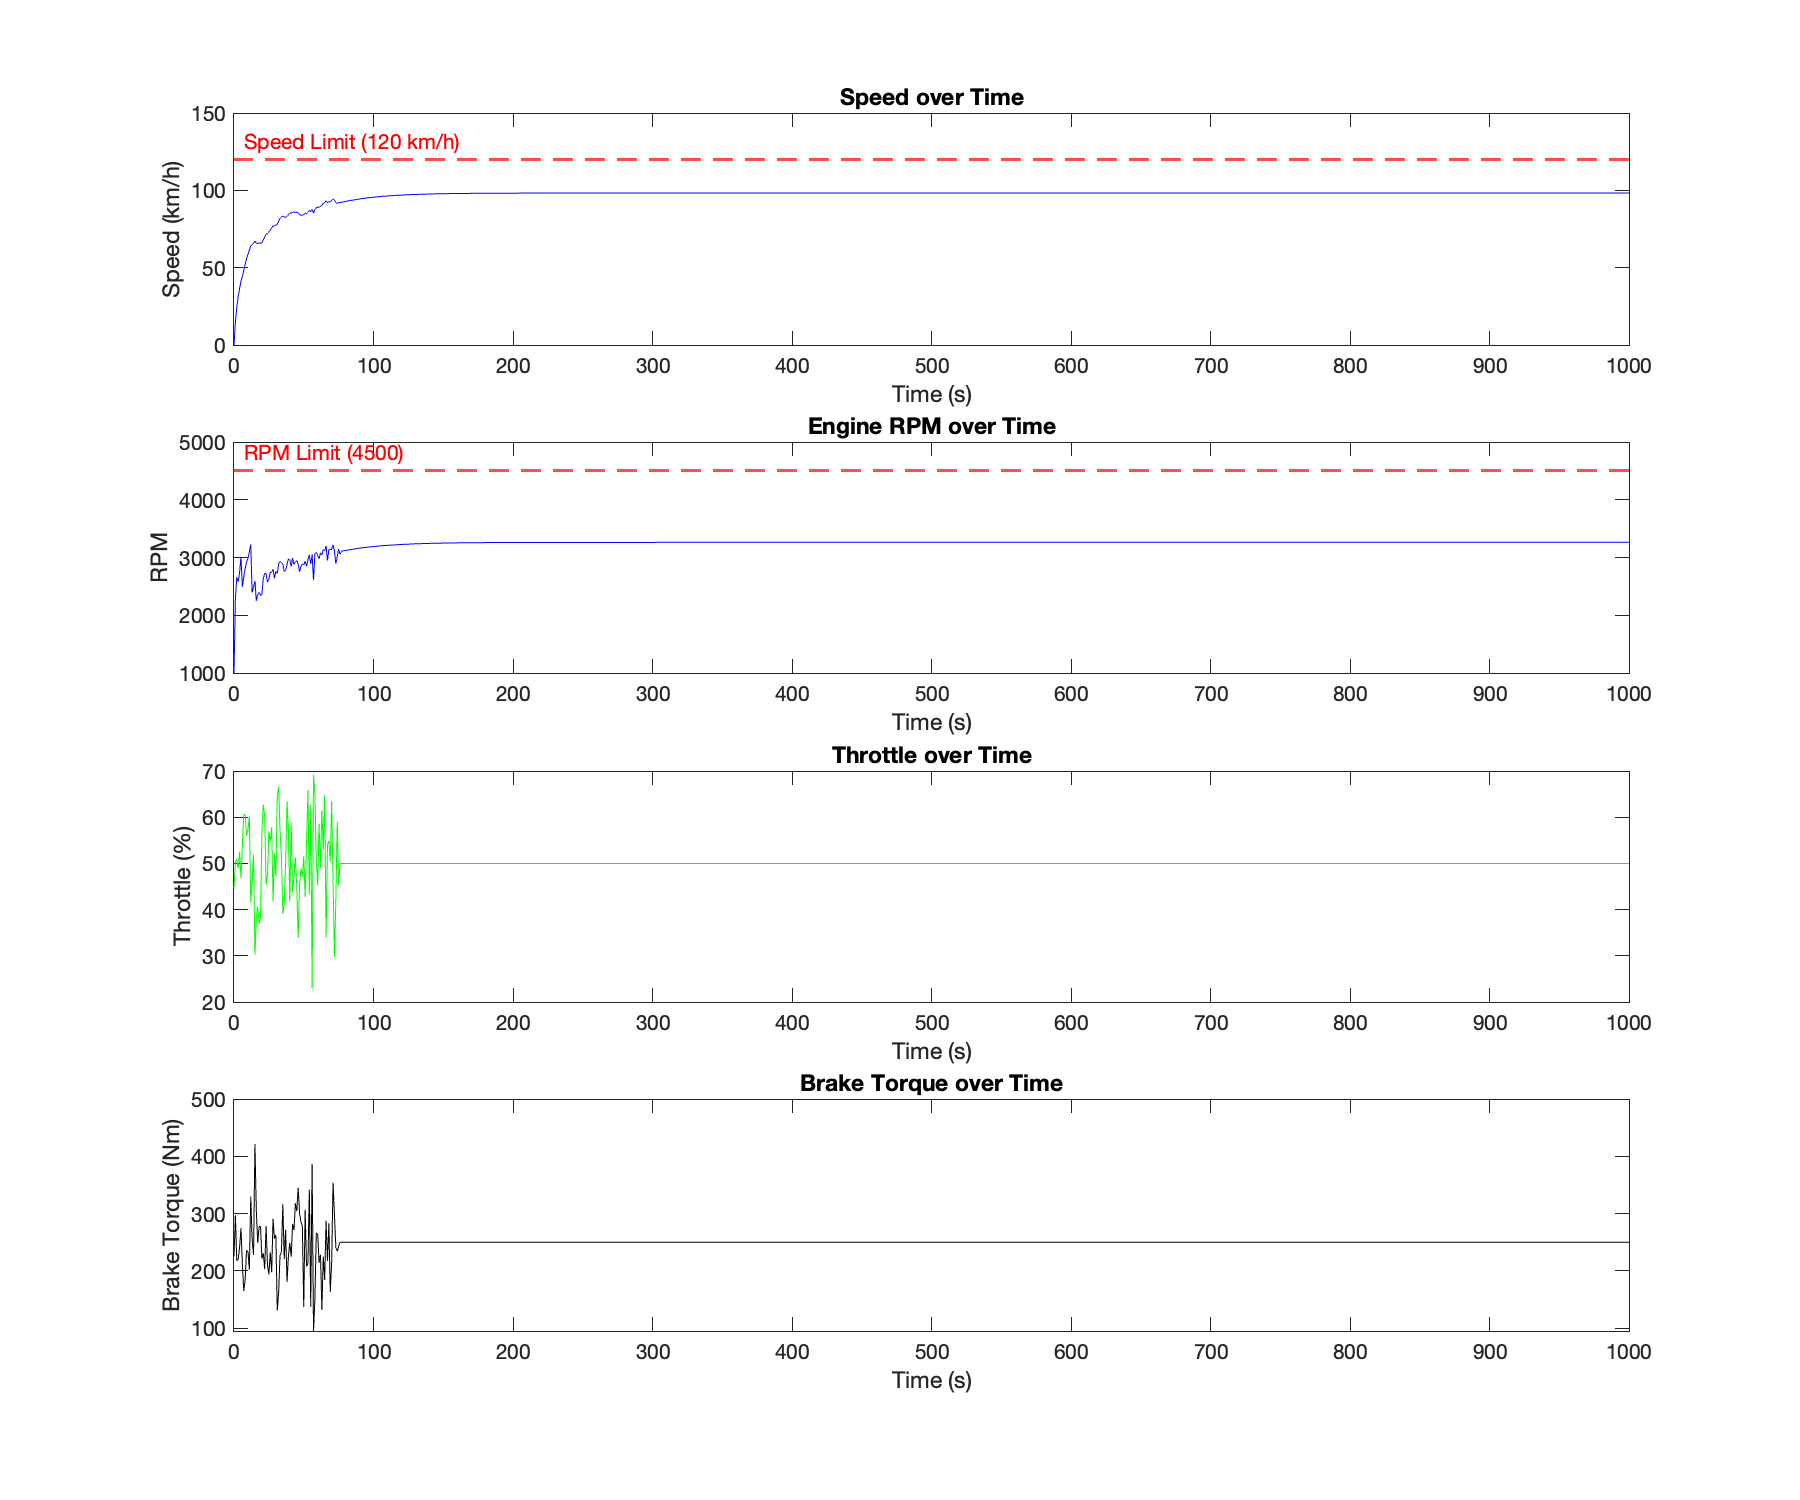 Speed over Time
150
Speed Limit (120 km/h)
100
50
0
Speed (km/h)
0 100 200 300 400 500 600 700 800 900 1000
Time (s)
Engine RPM over Time
5000
RPM Limit (4500)
4000
3000
2000
1000
RPM
0 100 200 300 400 500 600 700 800 900 1000
Time (s)
Throttle over Time
70
60
50
40
30
20
Throttle (%)
0 100 200 300 400 500 600 700 800 900 1000
Time (s)
Brake Torque over Time
500
400
300
200
100
Brake Torque (Nm)
0 100 200 300 400 500 600 700 800 900 1000
Time (s)